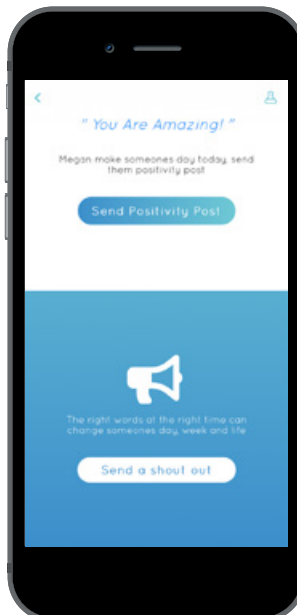 " You Are Amazing! "
Megan make someones day today, send
them positivity post
Send Positivity Post
The right words at the right time can
change someones day, week and life
Send a shout out